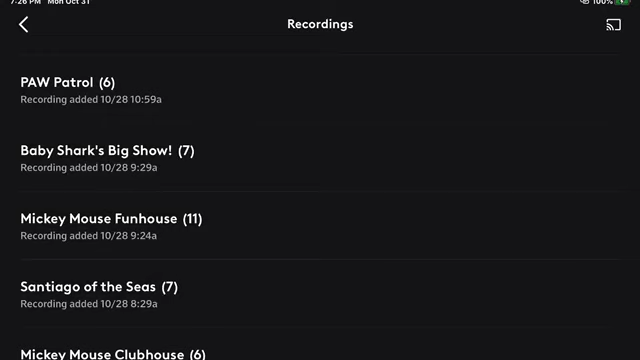 7:26 PM Mon Oct 31 100%
Recordings
PAW Patrol (6)
Recording added 10/28 10:59a
Baby Shark's Big Show! (7)
Recording added 10/28 9:29a
Mickey Mouse Funhouse (11)
Recording added 10/28 9:24a
Santiago of the Seas (7)
Recording added 10/28 8:29a
Mickey Mouse Clubhouse (6)